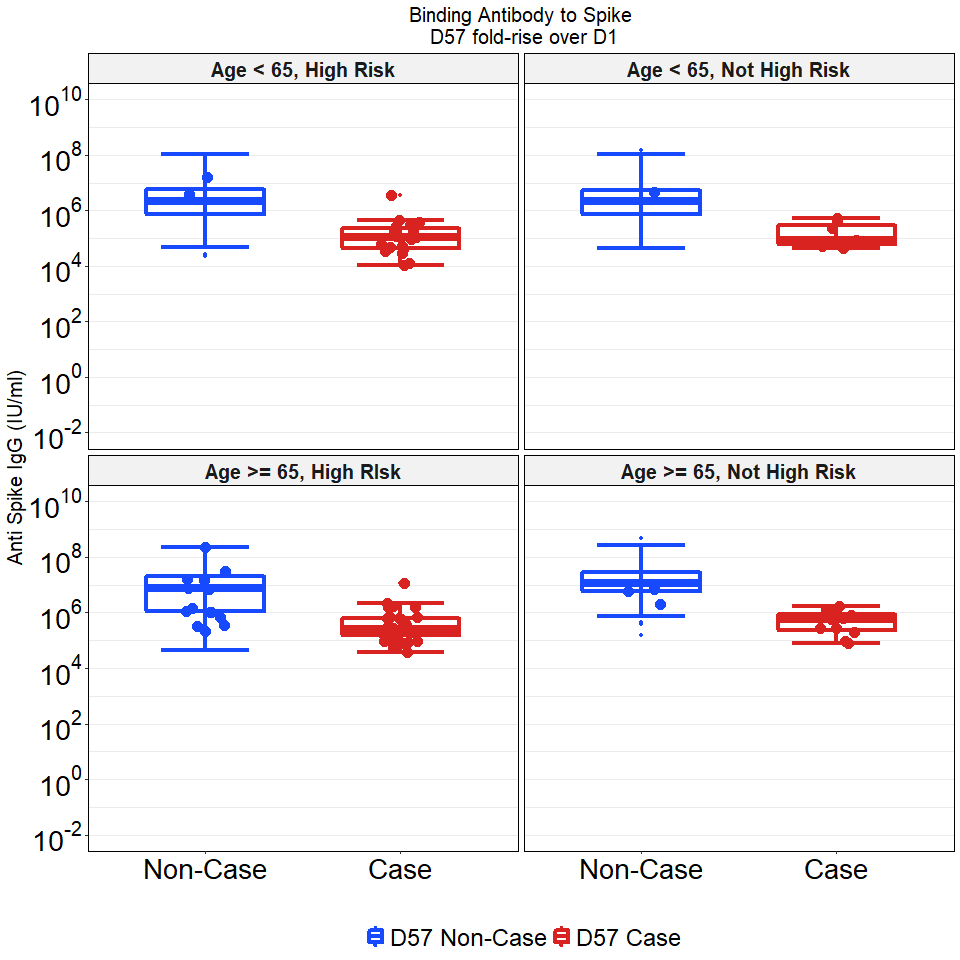 Binding Antibody to Spike
D57 fold-rise over D1
Age < 65, High Risk
Age < 65, Not High Risk
10^10
10^8
10^6
10^4
10^2
10^0
10^-2
Anti Spike IgG (IU/ml)
Age >= 65, High RIsk
Age >= 65, Not High Risk
10^10
10^8
10^6
10^4
10^2
10^0
10^-2
Non-Case Case Non-Case Case
D57 Non-Case D57 Case